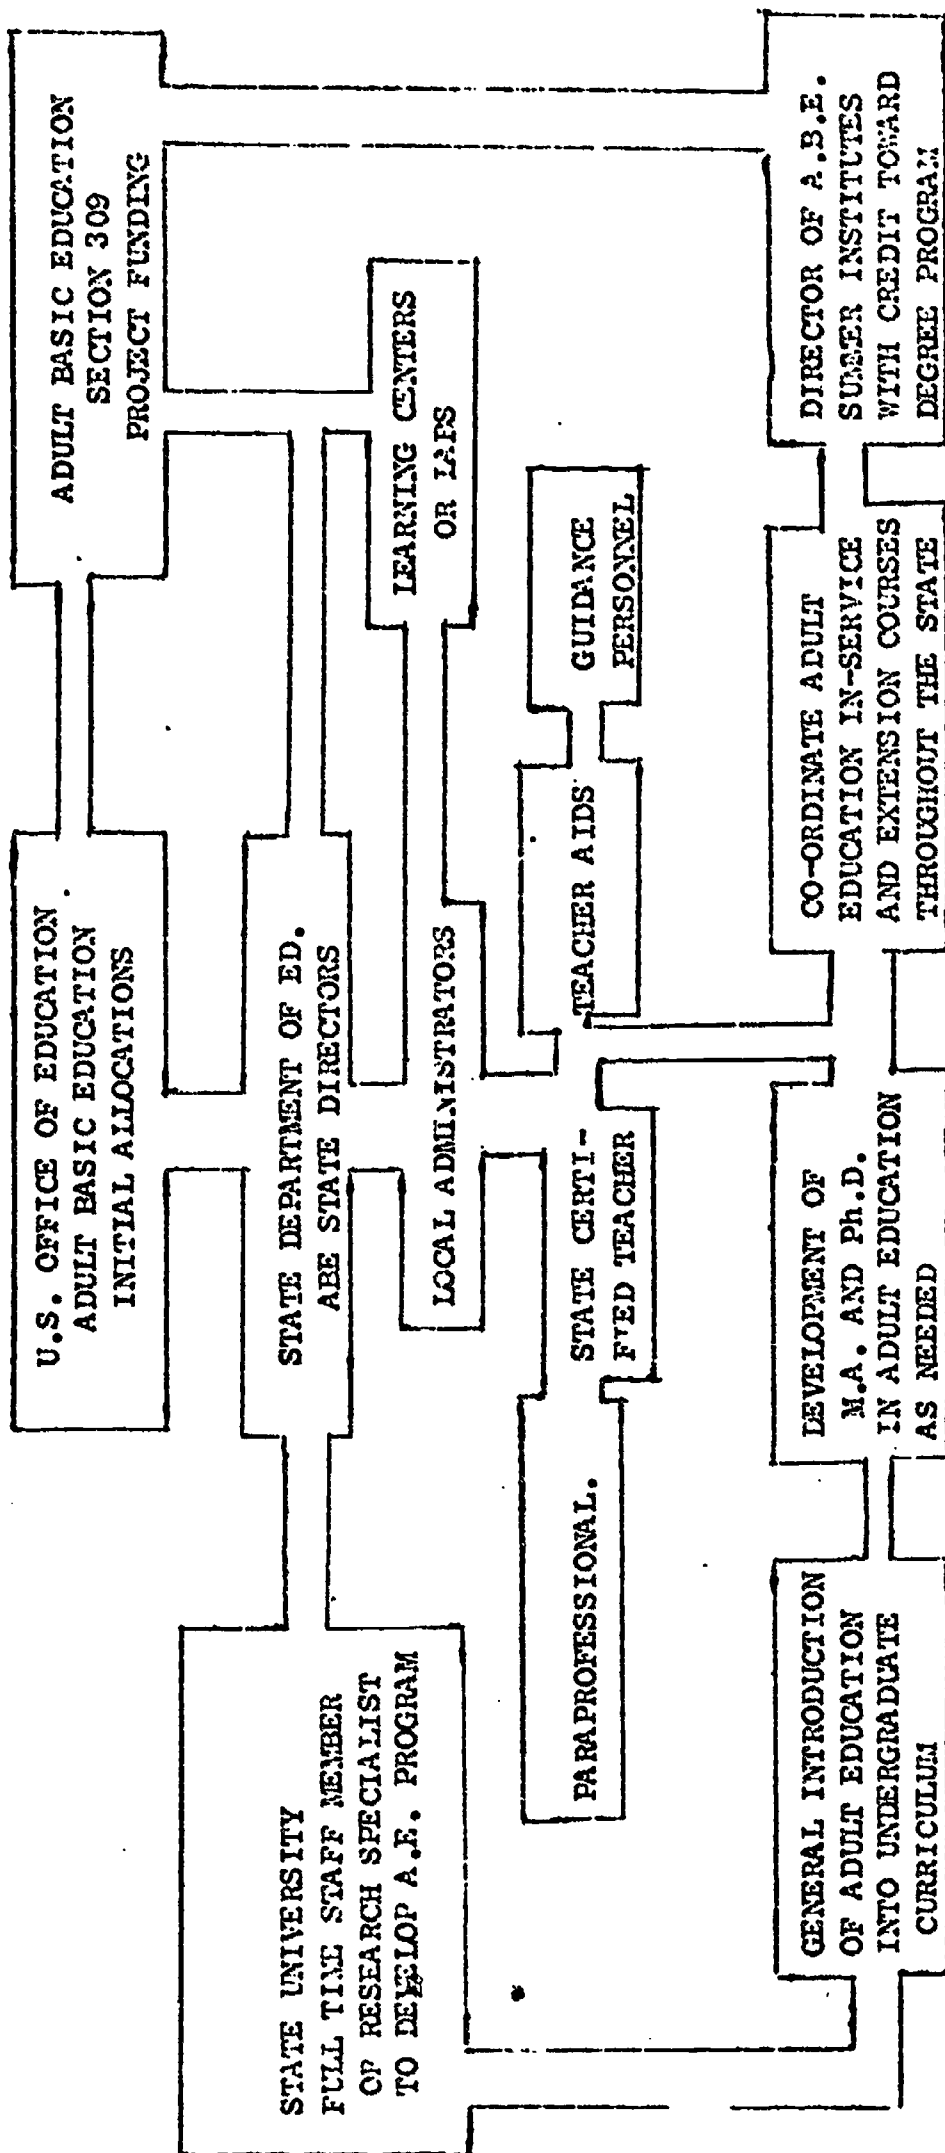 U.S. OFFICE OF EDUCATION
ADULT BASIC EDUCATION
INITIAL ALLOCATIONS
ADULT BASIC EDUCATION
SECTION 309
PROJECT FUNDING
STATE UNIVERSITY
FULL TIME STAFF MEMBER
OF RESEARCH SPECIALIST
TO DEVELOP A.E. PROGRAM
STATE DEPARTMENT OF ED.
ABE STATE DIRECTORS
LOCAL ADMINISTRATORS
LEARNING CENTERS
OR LABS
PARAPROFESSIONAL.
STATE CERTI-
FIED TEACHER
TEACHER AIDS
GUIDANCE
PERSONNEL
GENERAL INTRODUCTION
OF ADULT EDUCATION
INTO UNDERGRADUATE
CURRICULUM
DEVELOPMENT OF
M.A. AND Ph.D.
IN ADULT EDUCATION
AS NEEDED
CO-ORDINATE ADULT
EDUCATION IN-SERVICE
AND EXTENSION COURSES
THROUGHOUT THE STATE
DIRECTOR OF A.B.E.
SUMMER INSTITUTES
WITH CREDIT TOWARD
DEGREE PROGRAM